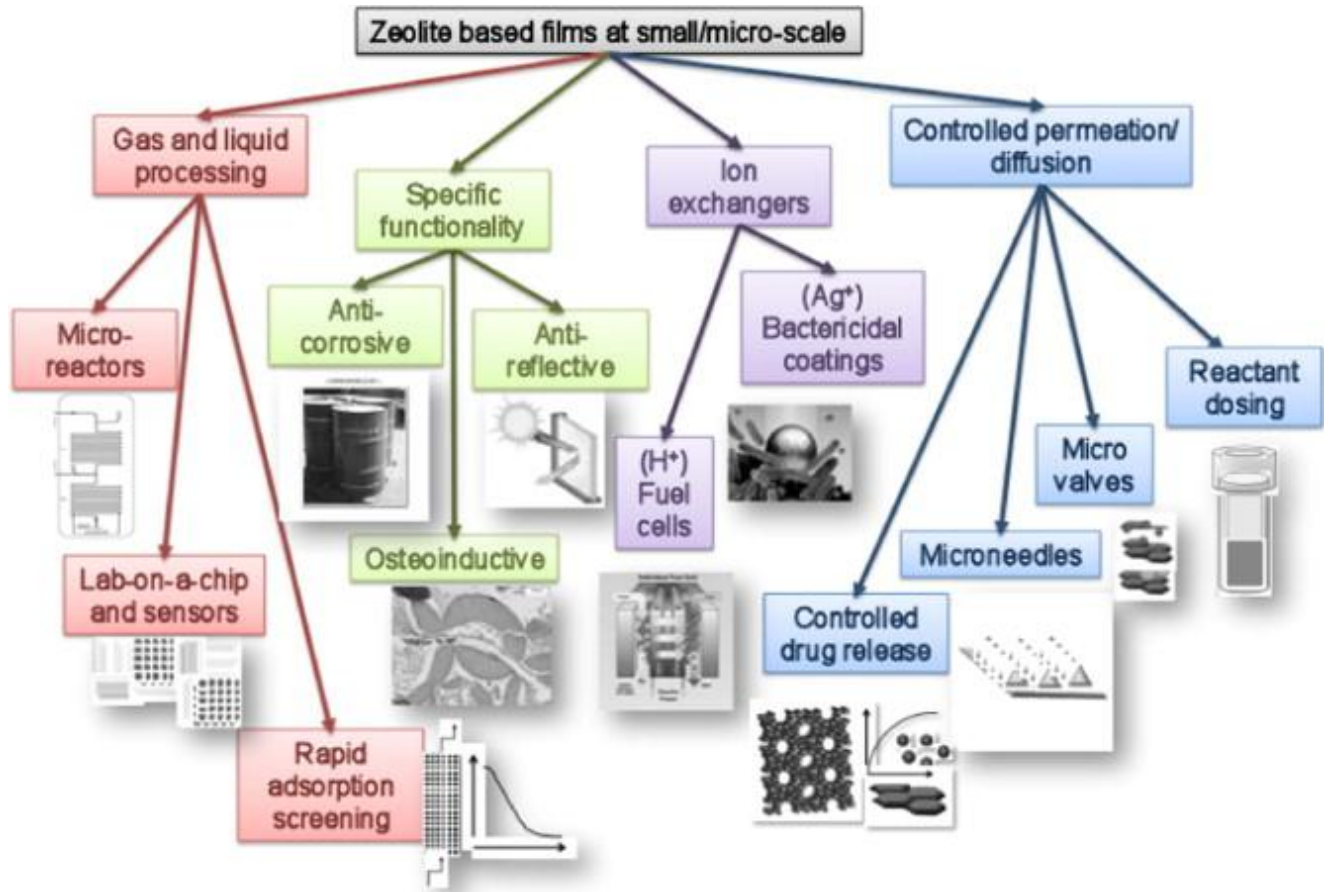 Zeolite based films at small/micro-scale
Gas and liquid
processing
Specific
functionality
Ion
exchangers
Controlled permeation/
diffusion
Micro-
reactors
Anti-
corrosive
Anti-
reflective
(Ag⁺)
Bactericidal
coatings
Reactant
dosing
(H⁺)
Fuel
cells
Micro
valves
Osteoinductive
Microneedles
Lab-on-a-chip
and sensors
Controlled
drug release
Rapid
adsorption
screening